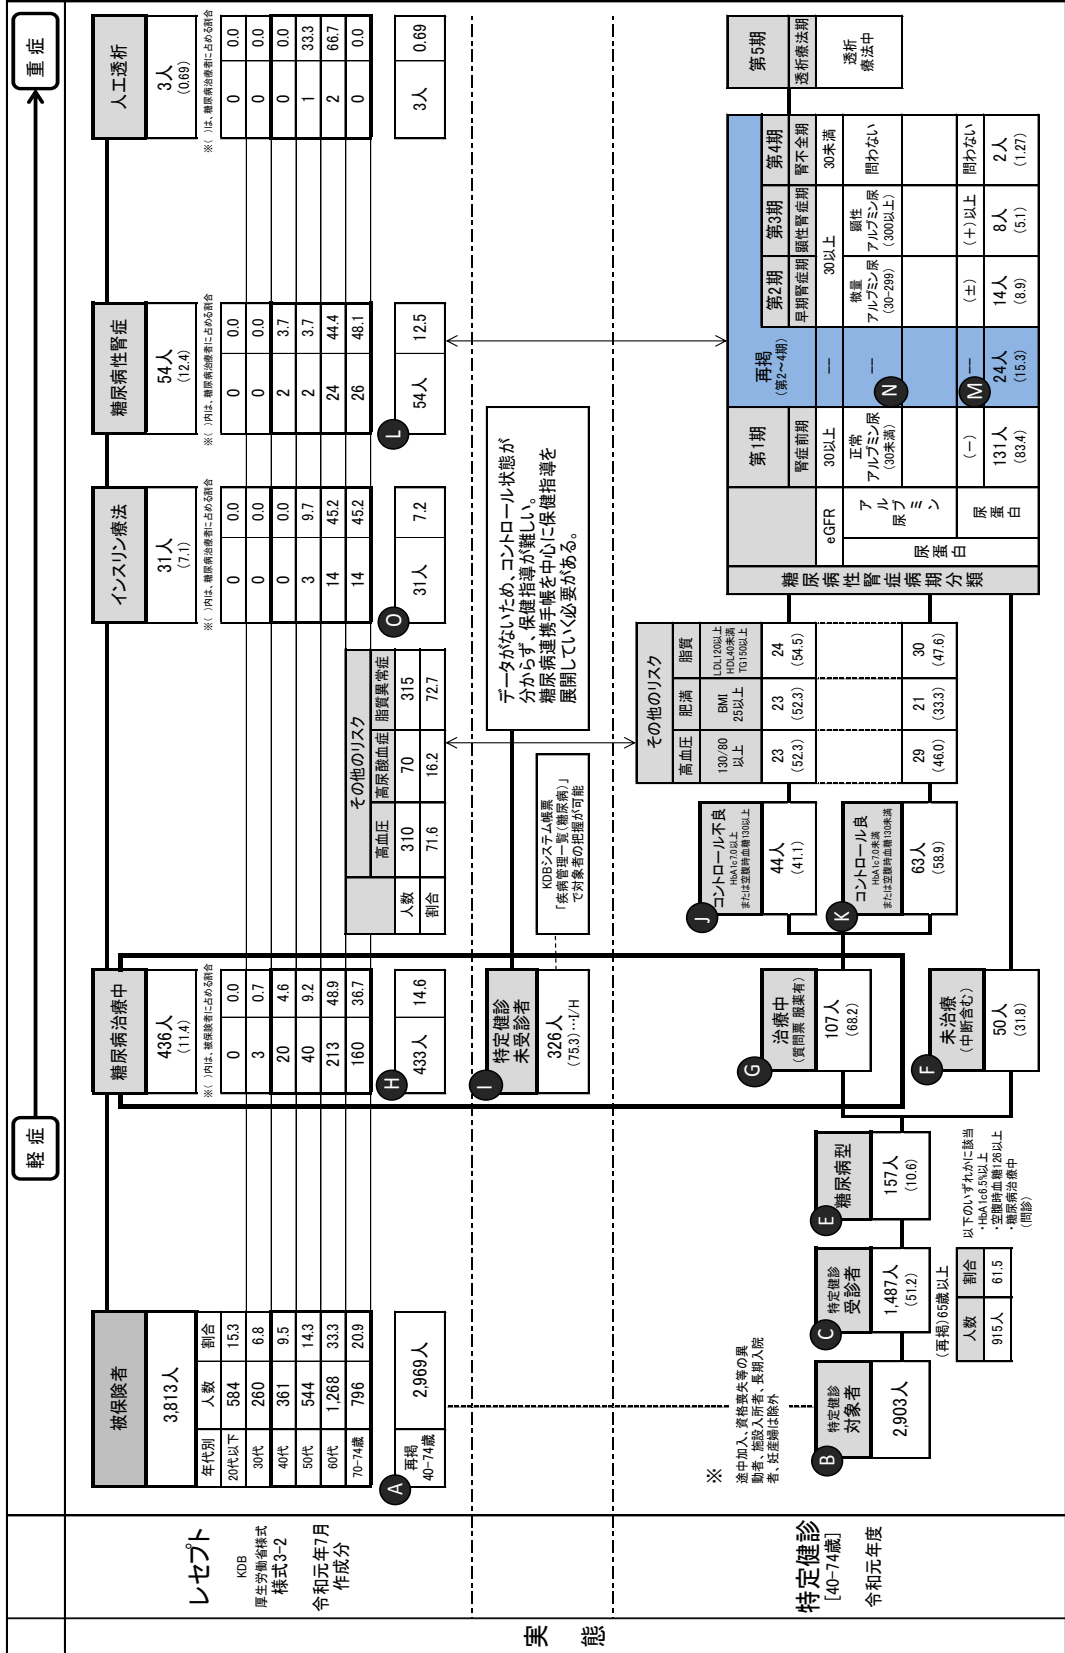 軽症
重症
実態
レセプト
KDB
厚生労働省様式
様式3-2
令和元年7月
作成分
被保険者
3,813人
年代別 人数 割合
20代以下 584 15.3
30代 260 6.8
40代 361 9.5
50代 544 14.3
60代 1,268 33.3
70-74歳 796 20.9
A
再掲
40-74歳
2,969人
糖尿病治療中
436人
(11.4)
※( )内は、被保険者に占める割合
0 0.0
3 0.7
20 4.6
40 9.2
213 48.9
160 36.7
H
433人 14.6
その他のリスク
高血圧 高尿酸血症 脂質異常症
人数 310 70 315
割合 71.6 16.2 72.7
インスリン療法
31人
(7.1)
※( )内は、糖尿病治療者に占める割合
0 0.0
0 0.0
0 0.0
3 9.7
14 45.2
14 45.2
O
31人 7.2
糖尿病性腎症
54人
(12.4)
※( )内は、糖尿病治療者に占める割合
0 0.0
0 0.0
2 3.7
2 3.7
24 44.4
26 48.1
L
54人 12.5
人工透析
3人
(0.69)
※( )は、糖尿病治療者に占める割合
0 0.0
0 0.0
0 0.0
1 33.3
2 66.7
0 0.0
3人 0.69
I
特定健診
未受診者
326人
(75.3)…I/H
KDBシステム帳票
「疾病管理一覧(糖尿病)」
で対象者の把握が可能
データがないため、コントロール状態が
分からず、保健指導が難しい。
糖尿病連携手帳を中心に保健指導を
展開していく必要がある。
特定健診
[40-74歳]
令和元年度
※
途中加入、資格喪失等の異
動者、施設入所者、長期入院
者、妊産婦は除外
B
特定健診
対象者
2,903人
C
特定健診
受診者
1,487人
(51.2)
(再掲)65歳以上
人数 割合
915人 61.5
E
糖尿病型
157人
(10.6)
以下のいずれかに該当
・HbA1c6.5%以上
・空腹時血糖126以上
・糖尿病治療中
(問診)
G
治療中
(質問票 服薬有)
107人
(68.2)
F
未治療
(中断含む)
50人
(31.8)
J
コントロール不良
HbA1c7.0以上
または空腹時血糖130以上
44人
(41.1)
K
コントロール良
HbA1c7.0未満
または空腹時血糖130未満
63人
(58.9)
その他のリスク
高血圧 肥満 脂質
130/80
以上
BMI
25以上
LDL120以上
HDL40未満
TG150以上
23
(52.3)
23
(52.3)
24
(54.5)
29
(46.0)
21
(33.3)
30
(47.6)
糖尿病性腎症病期分類
第1期
再掲
(第2～4期)
第2期 第3期 第4期 第5期
腎症前期 早期腎症期 顕性腎症期 腎不全期 透析療法期
eGFR 30以上 --- 30以上 30未満
透析
療法中
尿蛋白
アルブミン尿
正常
アルブミン尿
(30未満)
---
N
微量
アルブミン尿
(30-299)
顕性
アルブミン尿
(300以上)
問わない
尿蛋白
(-) --- (±) (+)以上 問わない
M
131人
(83.4)
24人
(15.3)
14人
(8.9)
8人
(5.1)
2人
(1.27)